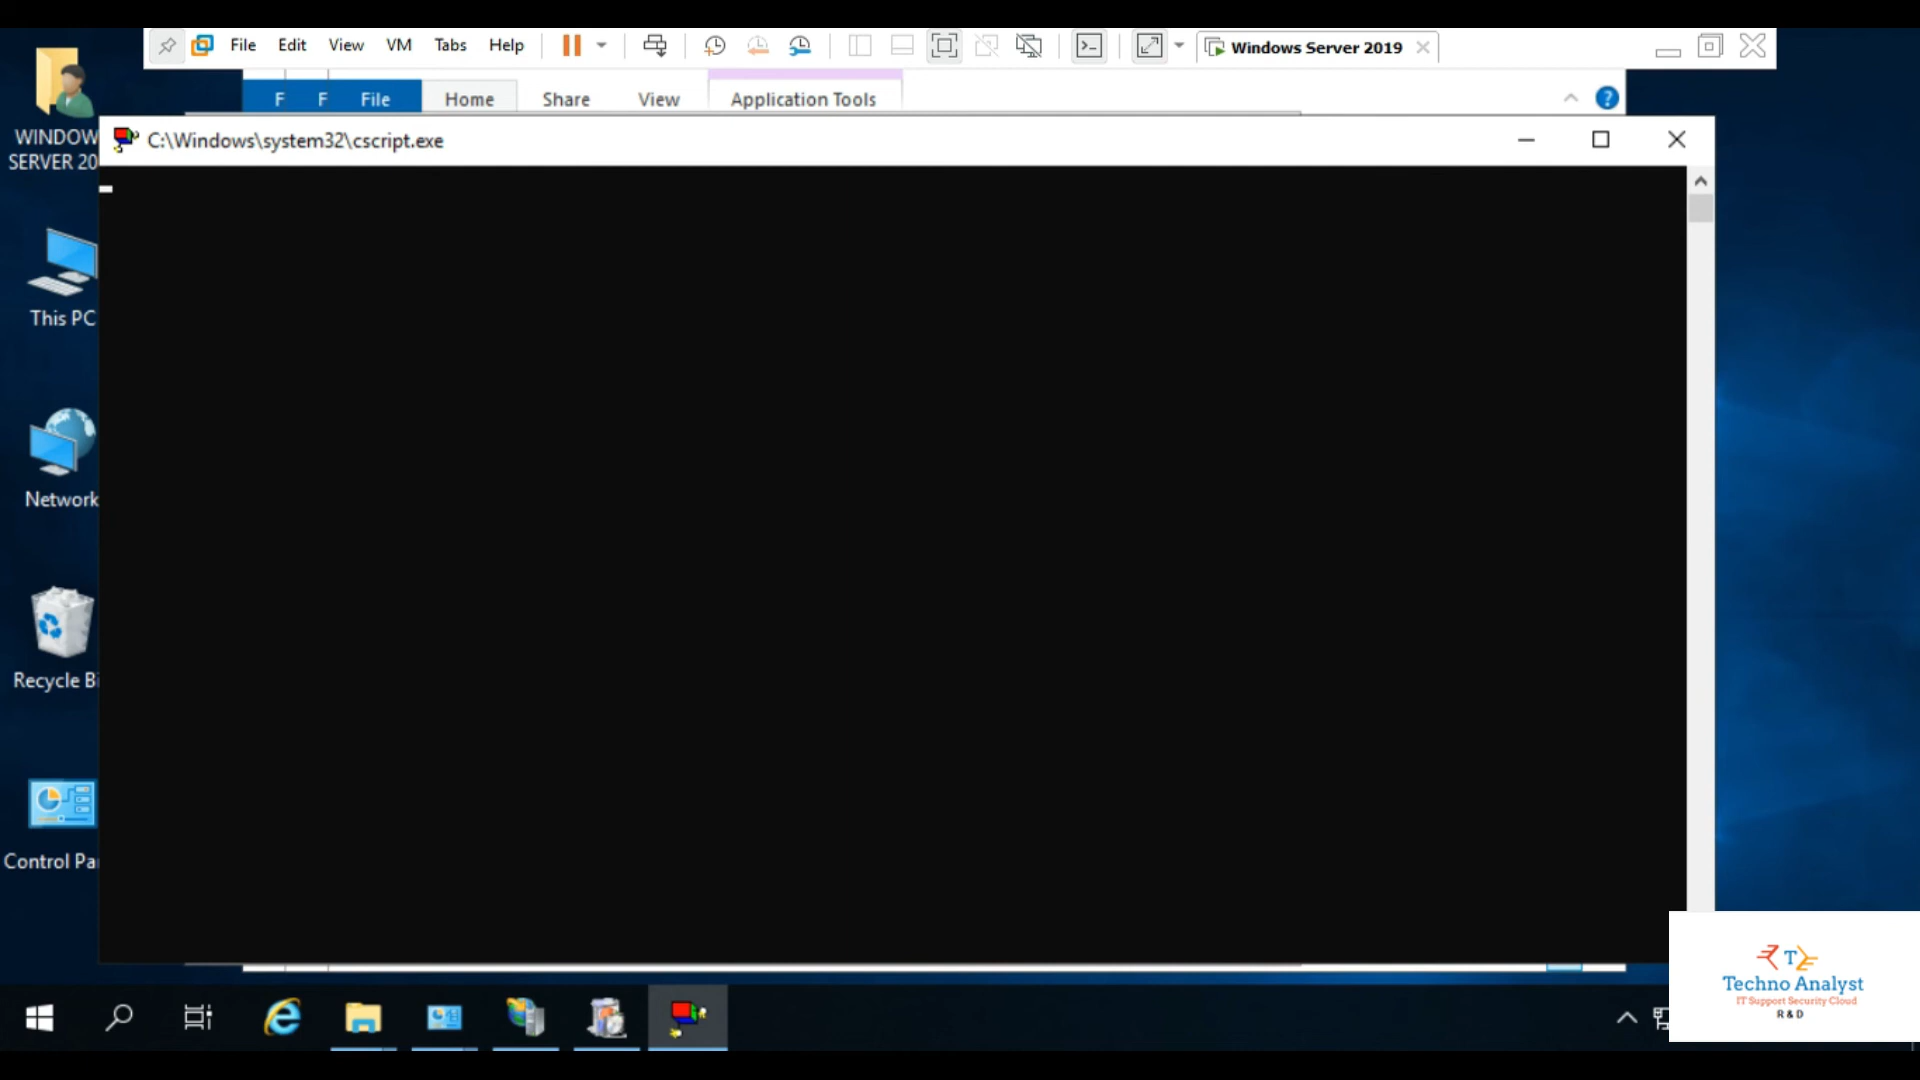 File Edit View VM Tabs Help
Windows Server 2019
F F File Home Share View Application Tools
?
C:\Windows\system32\cscript.exe
WINDOW
SERVER 20
This PC
Network
Recycle Bi
Control Pa
Techno Analyst
IT Support Security Cloud
R & D